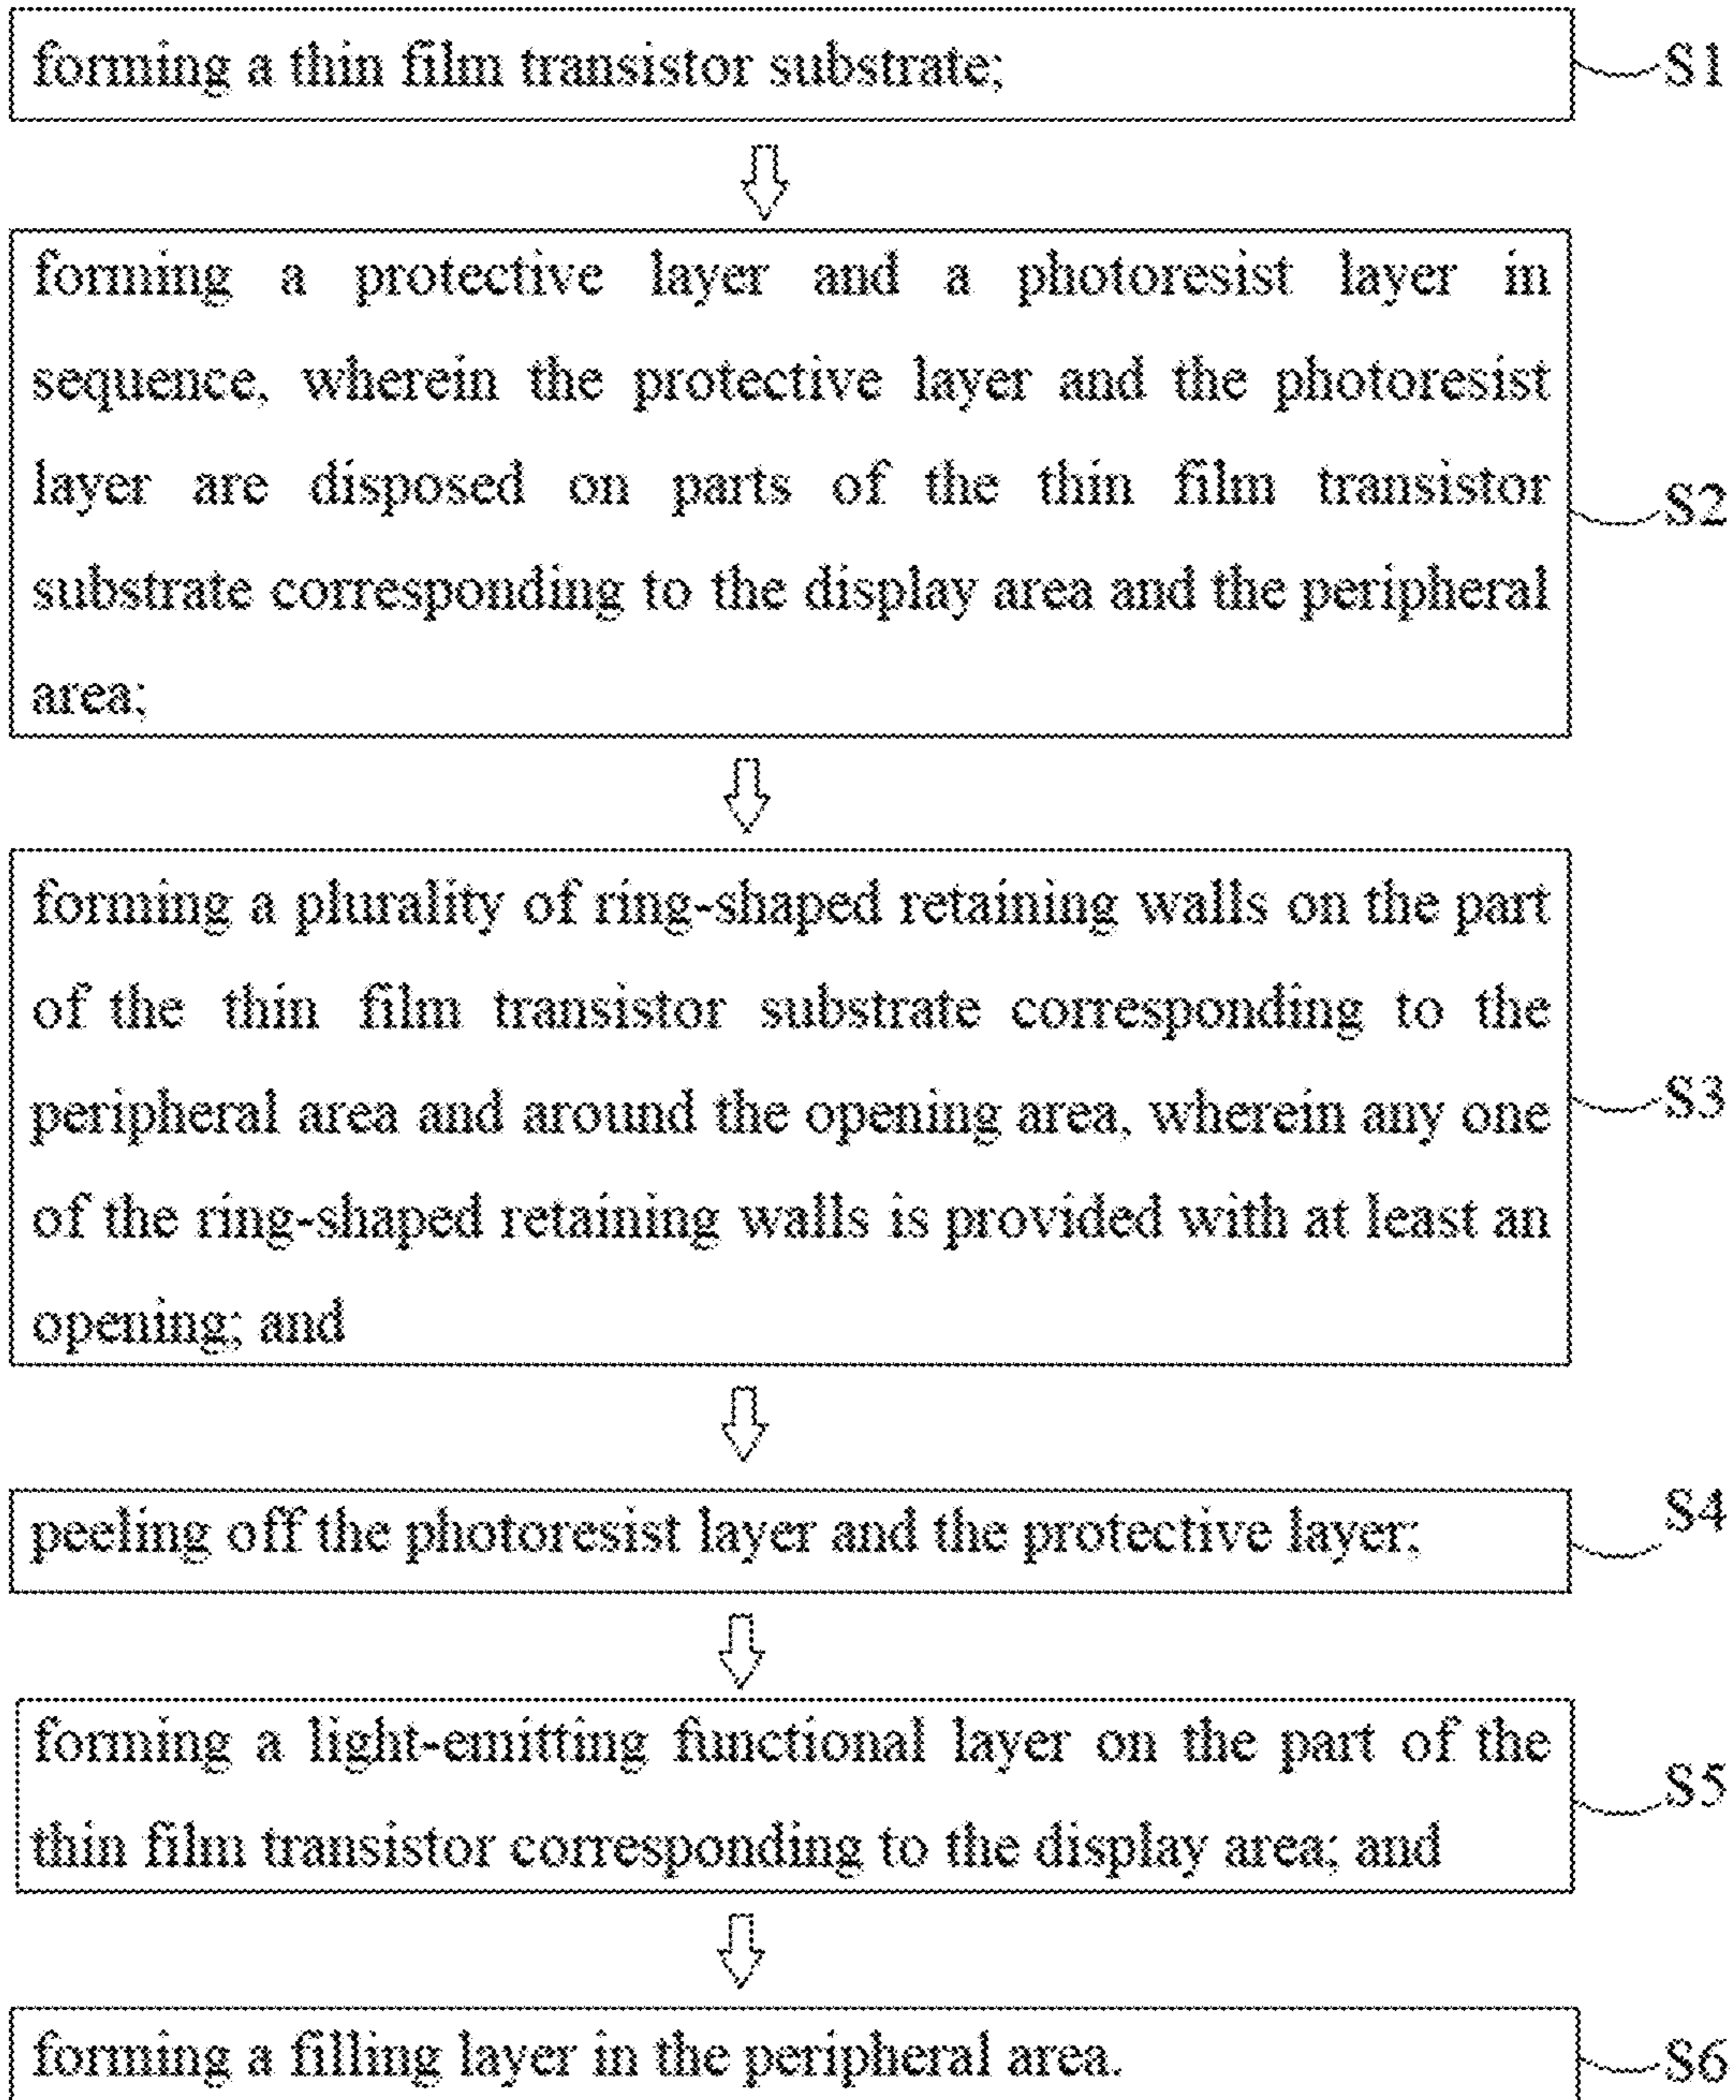 forming a thin film transistor substrate;
S1
forming a protective layer and a photoresist layer in
sequence, wherein the protective layer and the photoresist
layer are disposed on parts of the thin film transistor
S2
substrate corresponding to the display area and the peripheral
area;
forming a plurality of ring-shaped retaining walls on the part
of the thin film transistor substrate corresponding to the
peripheral area and around the opening area, wherein any one
S3
of the ring-shaped retaining walls is provided with at least an
opening; and
peeling off the photoresist layer and the protective layer;
S4
forming a light-emitting functional layer on the part of the
S5
thin film transistor corresponding to the display area; and
forming a filling layer in the peripheral area.
S6